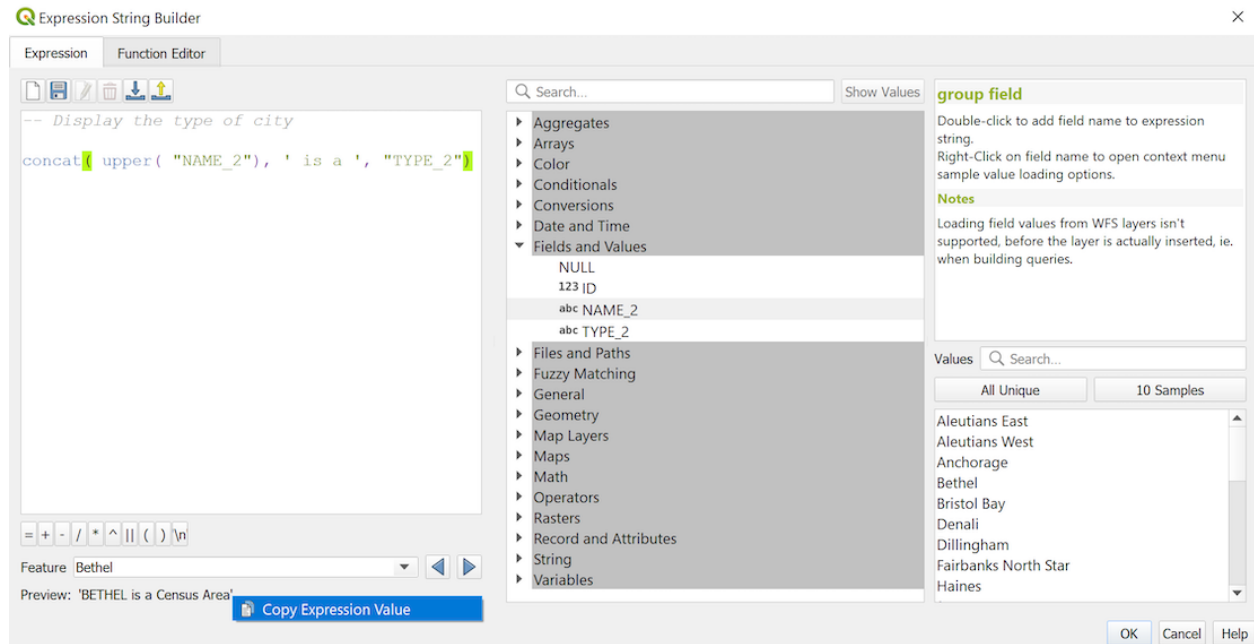 Expression String Builder
Expression
Function Editor
-- Display the type of city
concat( upper( "NAME_2"), ' is a ', "TYPE_2")
= + - / * ^ || ( ) \n
Feature Bethel
Preview: 'BETHEL is a Census Area'
Copy Expression Value
Search...
Show Values
Aggregates
Arrays
Color
Conditionals
Conversions
Date and Time
Fields and Values
NULL
123 ID
abc NAME_2
abc TYPE_2
Files and Paths
Fuzzy Matching
General
Geometry
Map Layers
Maps
Math
Operators
Rasters
Record and Attributes
String
Variables
group field
Double-click to add field name to expression
string.
Right-Click on field name to open context menu
sample value loading options.
Notes
Loading field values from WFS layers isn't
supported, before the layer is actually inserted, ie.
when building queries.
Values Search...
All Unique
10 Samples
Aleutians East
Aleutians West
Anchorage
Bethel
Bristol Bay
Denali
Dillingham
Fairbanks North Star
Haines
OK
Cancel
Help